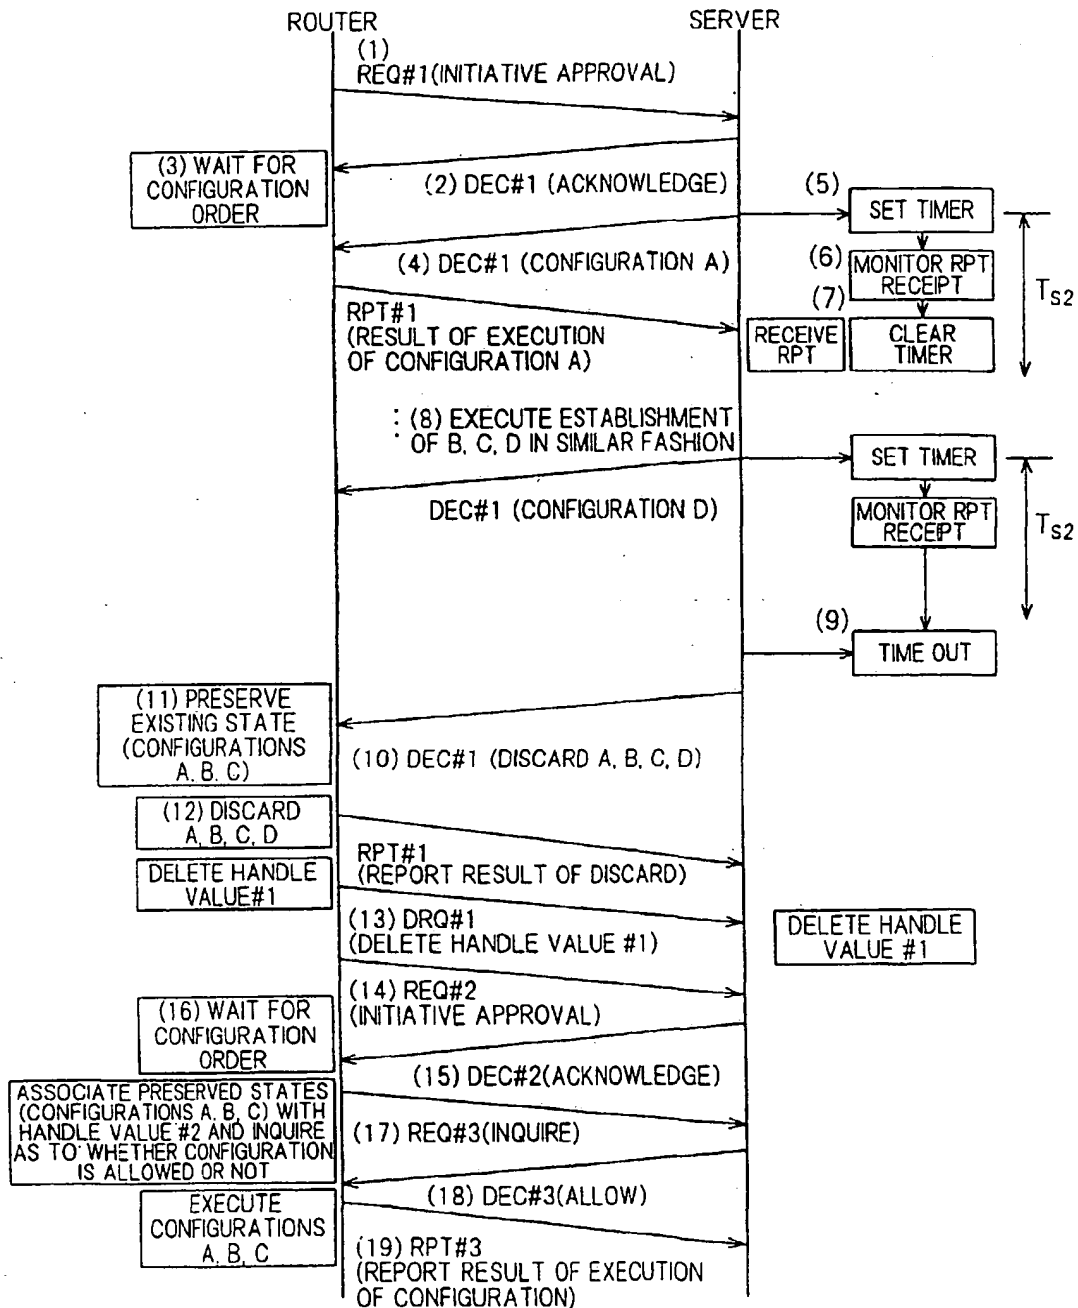 ROUTER
SERVER
(1)
REQ#1(INITIATIVE APPROVAL)
(3) WAIT FOR
CONFIGURATION
ORDER
(2) DEC#1 (ACKNOWLEDGE)
(5)
SET TIMER
(4) DEC#1 (CONFIGURATION A)
(6)
MONITOR RPT
RECEIPT
TS2
(7)
RPT#1
(RESULT OF EXECUTION
OF CONFIGURATION A)
RECEIVE
RPT
CLEAR
TIMER
: (8) EXECUTE ESTABLISHMENT
OF B, C, D IN SIMILAR FASHION
SET TIMER
DEC#1 (CONFIGURATION D)
MONITOR RPT
RECEIPT
TS2
(9)
TIME OUT
(11) PRESERVE
EXISTING STATE
(CONFIGURATIONS
A, B, C)
(10) DEC#1 (DISCARD A, B, C, D)
(12) DISCARD
A, B, C, D
RPT#1
(REPORT RESULT OF DISCARD)
DELETE HANDLE
VALUE#1
(13) DRQ#1
(DELETE HANDLE VALUE #1)
DELETE HANDLE
VALUE #1
(14) REQ#2
(INITIATIVE APPROVAL)
(16) WAIT FOR
CONFIGURATION
ORDER
(15) DEC#2(ACKNOWLEDGE)
ASSOCIATE PRESERVED STATES
(CONFIGURATIONS A, B, C) WITH
HANDLE VALUE #2 AND INQUIRE
AS TO WHETHER CONFIGURATION
IS ALLOWED OR NOT
(17) REQ#3(INQUIRE)
(18) DEC#3(ALLOW)
EXECUTE
CONFIGURATIONS
A, B, C
(19) RPT#3
(REPORT RESULT OF EXECUTION
OF CONFIGURATION)